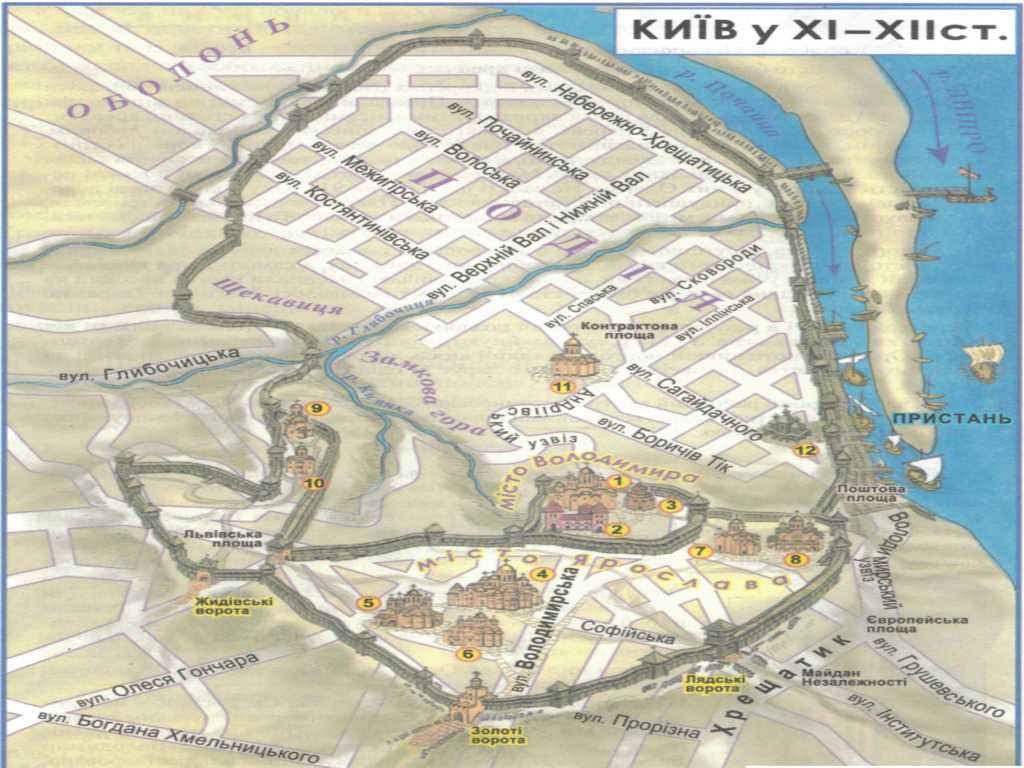 КИЇВ у XI–XIIст.
ОБОЛОНЬ
р. Почайна
р. Дніпро
вул. Набережно-Хрещатицька
вул. Почайнинська
вул. Волоська
вул. Межигірська
вул. Костянтинівська
ПОДІЛ
вул. Верхній Вал і Нижній Вал
Щекавиця
р. Глибочиця
вул. Глибочицька
вул. Сковороди
вул. Спаська
вул. Іллінська
Контрактова
площа
Замкова гора
р. Киянка
11
Андріївський узвіз
вул. Сагайдачного
вул. Боричів Тік
ПРИСТАНЬ
12
9
10
місто Володимира
1
2
3
Поштова
площа
Львівська
площа
7
8
місто Ярослава
Володимирський
узвіз
4
5
6
Жидівські
ворота
вул. Володимирська
Софійська
Європейська
площа
вул. Грушевського
Майдан
Незалежності
Лядські
ворота
Хрещатик
вул. Інститутська
вул. Олеся Гончара
вул. Богдана Хмельницького
Золоті
ворота
вул. Прорізна